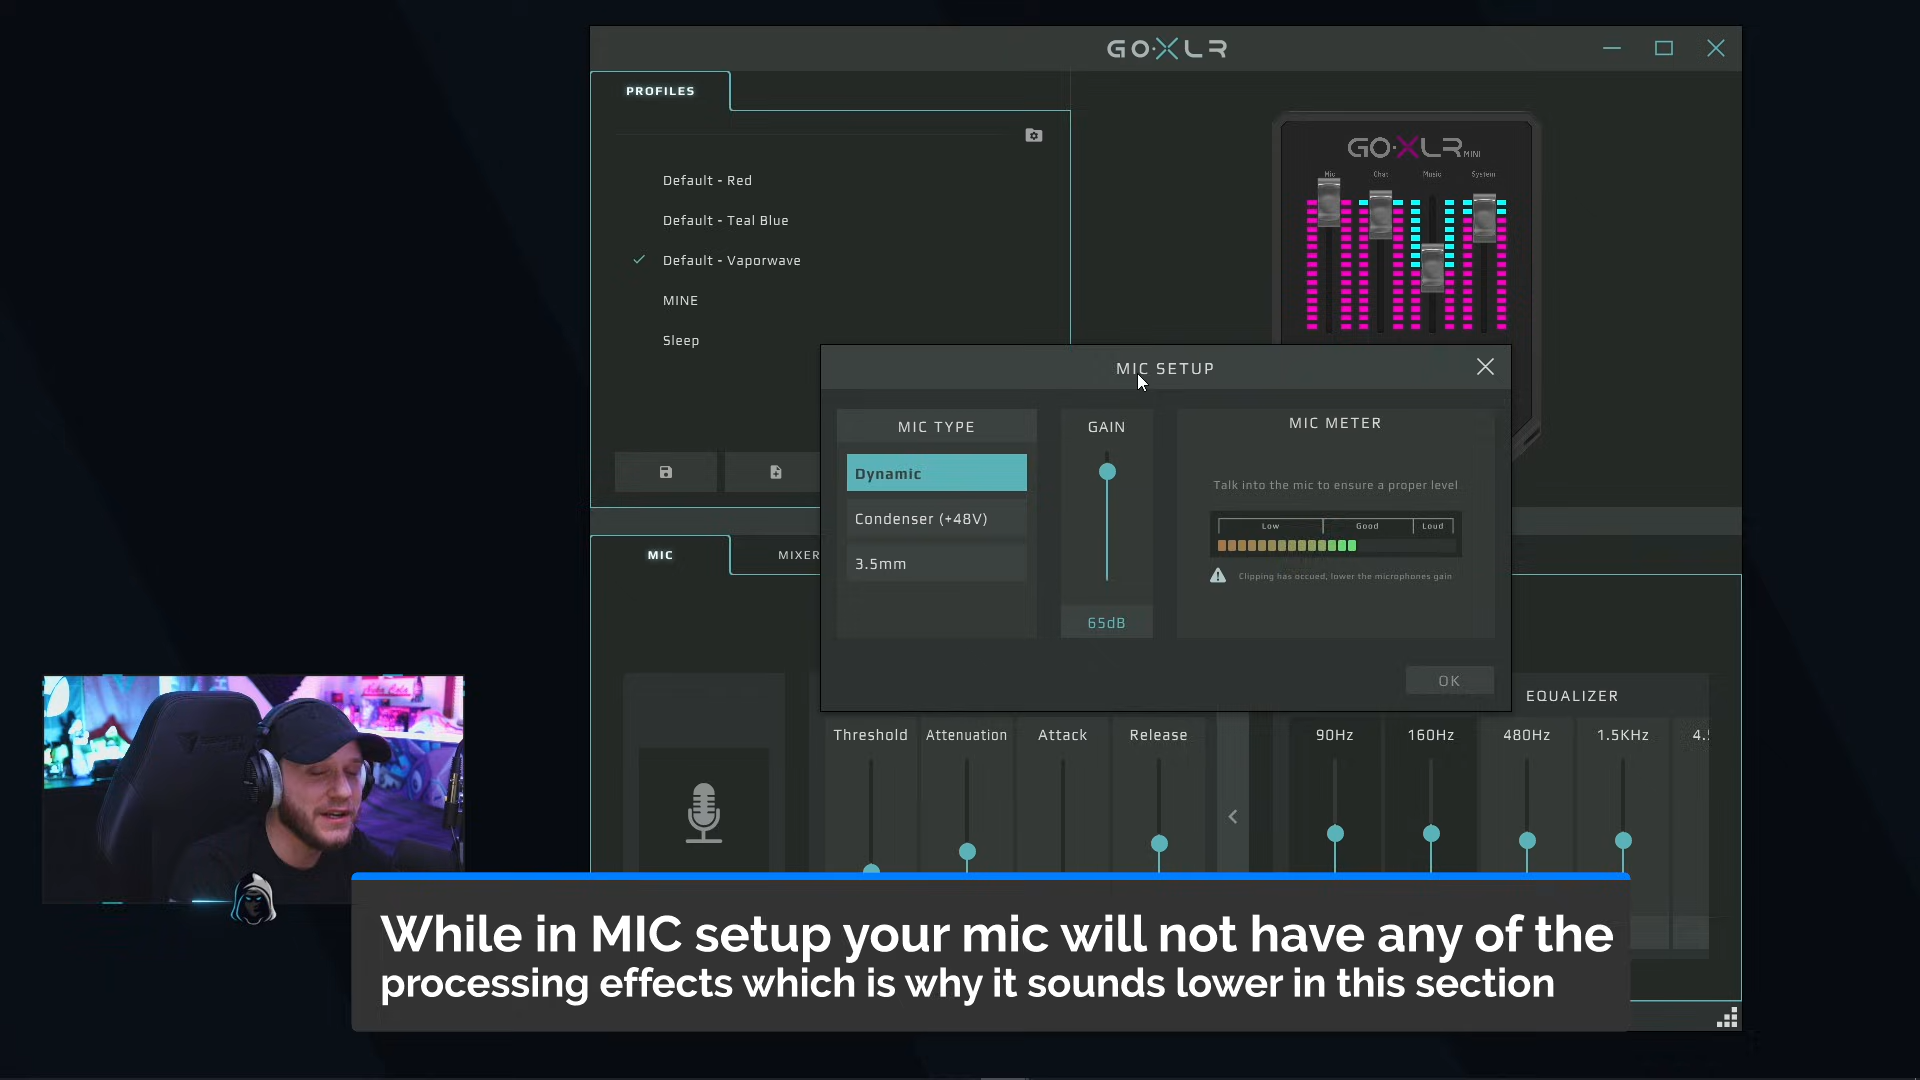 GO·XLR
PROFILES
Default - Red
Default - Teal Blue
Default - Vaporwave
MINE
Sleep
GO·XLR MINI
Mic Chat Music System
MIC SETUP
MIC TYPE
Dynamic
Condenser (+48V)
3.5mm
GAIN
65dB
MIC METER
Talk into the mic to ensure a proper level
Low Good Loud
Clipping has occued, lower the microphones gain
OK
MIC
MIXER
Threshold Attenuation Attack Release
EQUALIZER
90Hz 160Hz 480Hz 1.5KHz
While in MIC setup your mic will not have any of the
processing effects which is why it sounds lower in this section